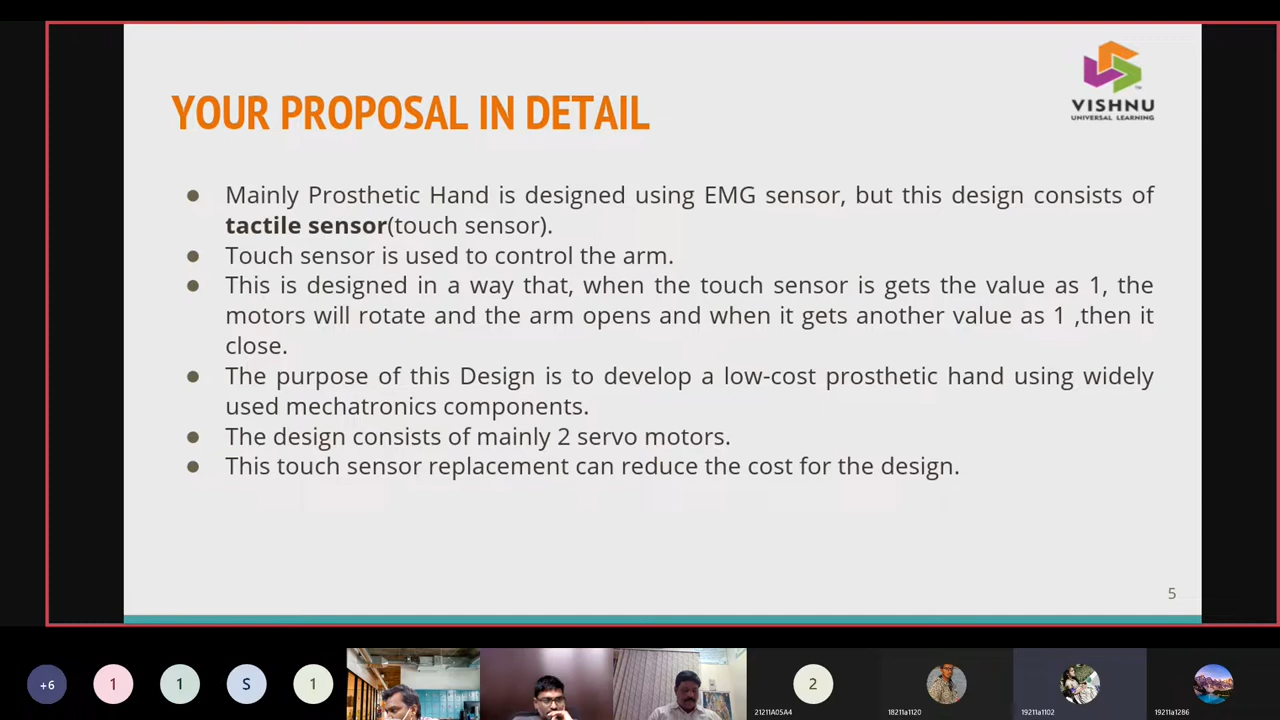 VISHNU
UNIVERSAL LEARNING
YOUR PROPOSAL IN DETAIL
● Mainly Prosthetic Hand is designed using EMG sensor, but this design consists of
tactile sensor(touch sensor).
● Touch sensor is used to control the arm.
● This is designed in a way that, when the touch sensor is gets the value as 1, the
motors will rotate and the arm opens and when it gets another value as 1 ,then it
close.
● The purpose of this Design is to develop a low-cost prosthetic hand using widely
used mechatronics components.
● The design consists of mainly 2 servo motors.
● This touch sensor replacement can reduce the cost for the design.
5
+6
1
1
S
1
2
21211A05A4
18211a1120
19211a1102
19211a1286